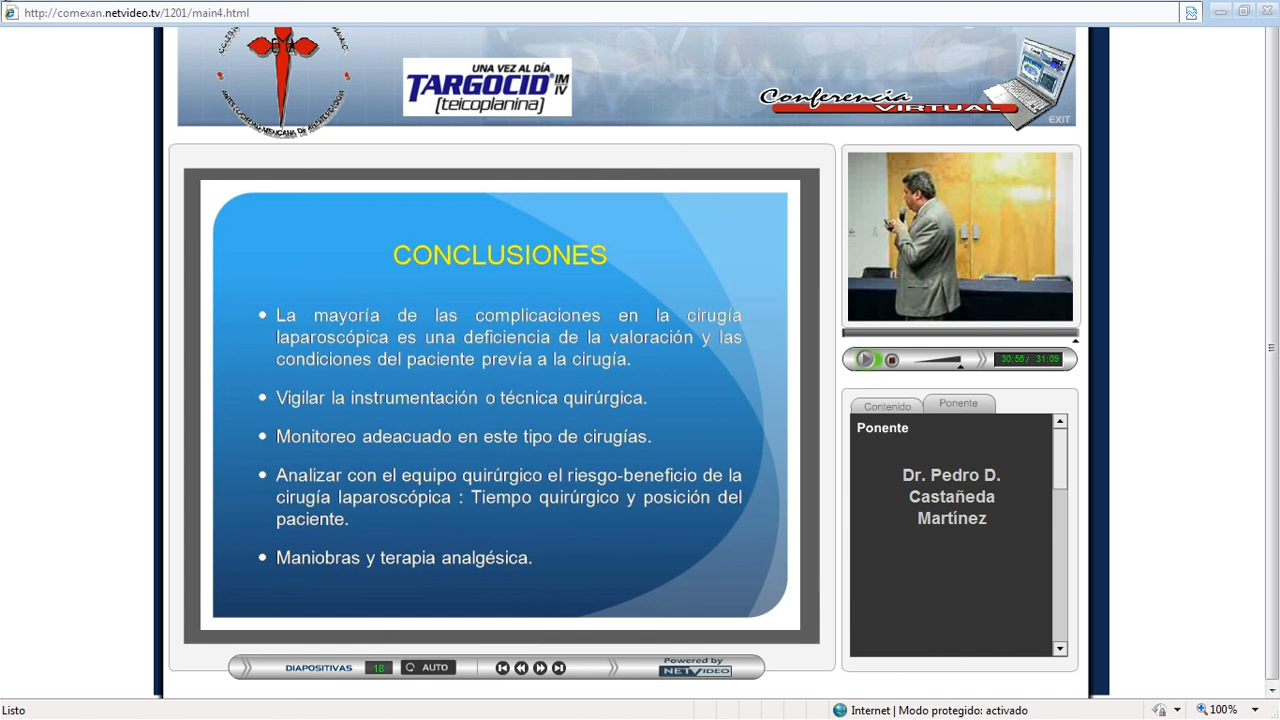 http://comexan.netvideo.tv/1201/main4.html
UNA VEZ AL DÍA
TARGOCID IM IV
[teicoplanina]
Conferencia
VIRTUAL
EXIT
CONCLUSIONES
La mayoría de las complicaciones en la cirugía
laparoscópica es una deficiencia de la valoración y las
condiciones del paciente prevía a la cirugía.
Vigilar la instrumentación o técnica quirúrgica.
Monitoreo adeacuado en este tipo de cirugías.
Analizar con el equipo quirúrgico el riesgo-beneficio de la
cirugía laparoscópica : Tiempo quirúrgico y posición del
paciente.
Maniobras y terapia analgésica.
30:56 / 31:09
Contenido
Ponente
Ponente
Dr. Pedro D.
Castañeda
Martínez
DIAPOSITIVAS
18
AUTO
Powered by
NETVIDEO
Listo
Internet | Modo protegido: activado
100%